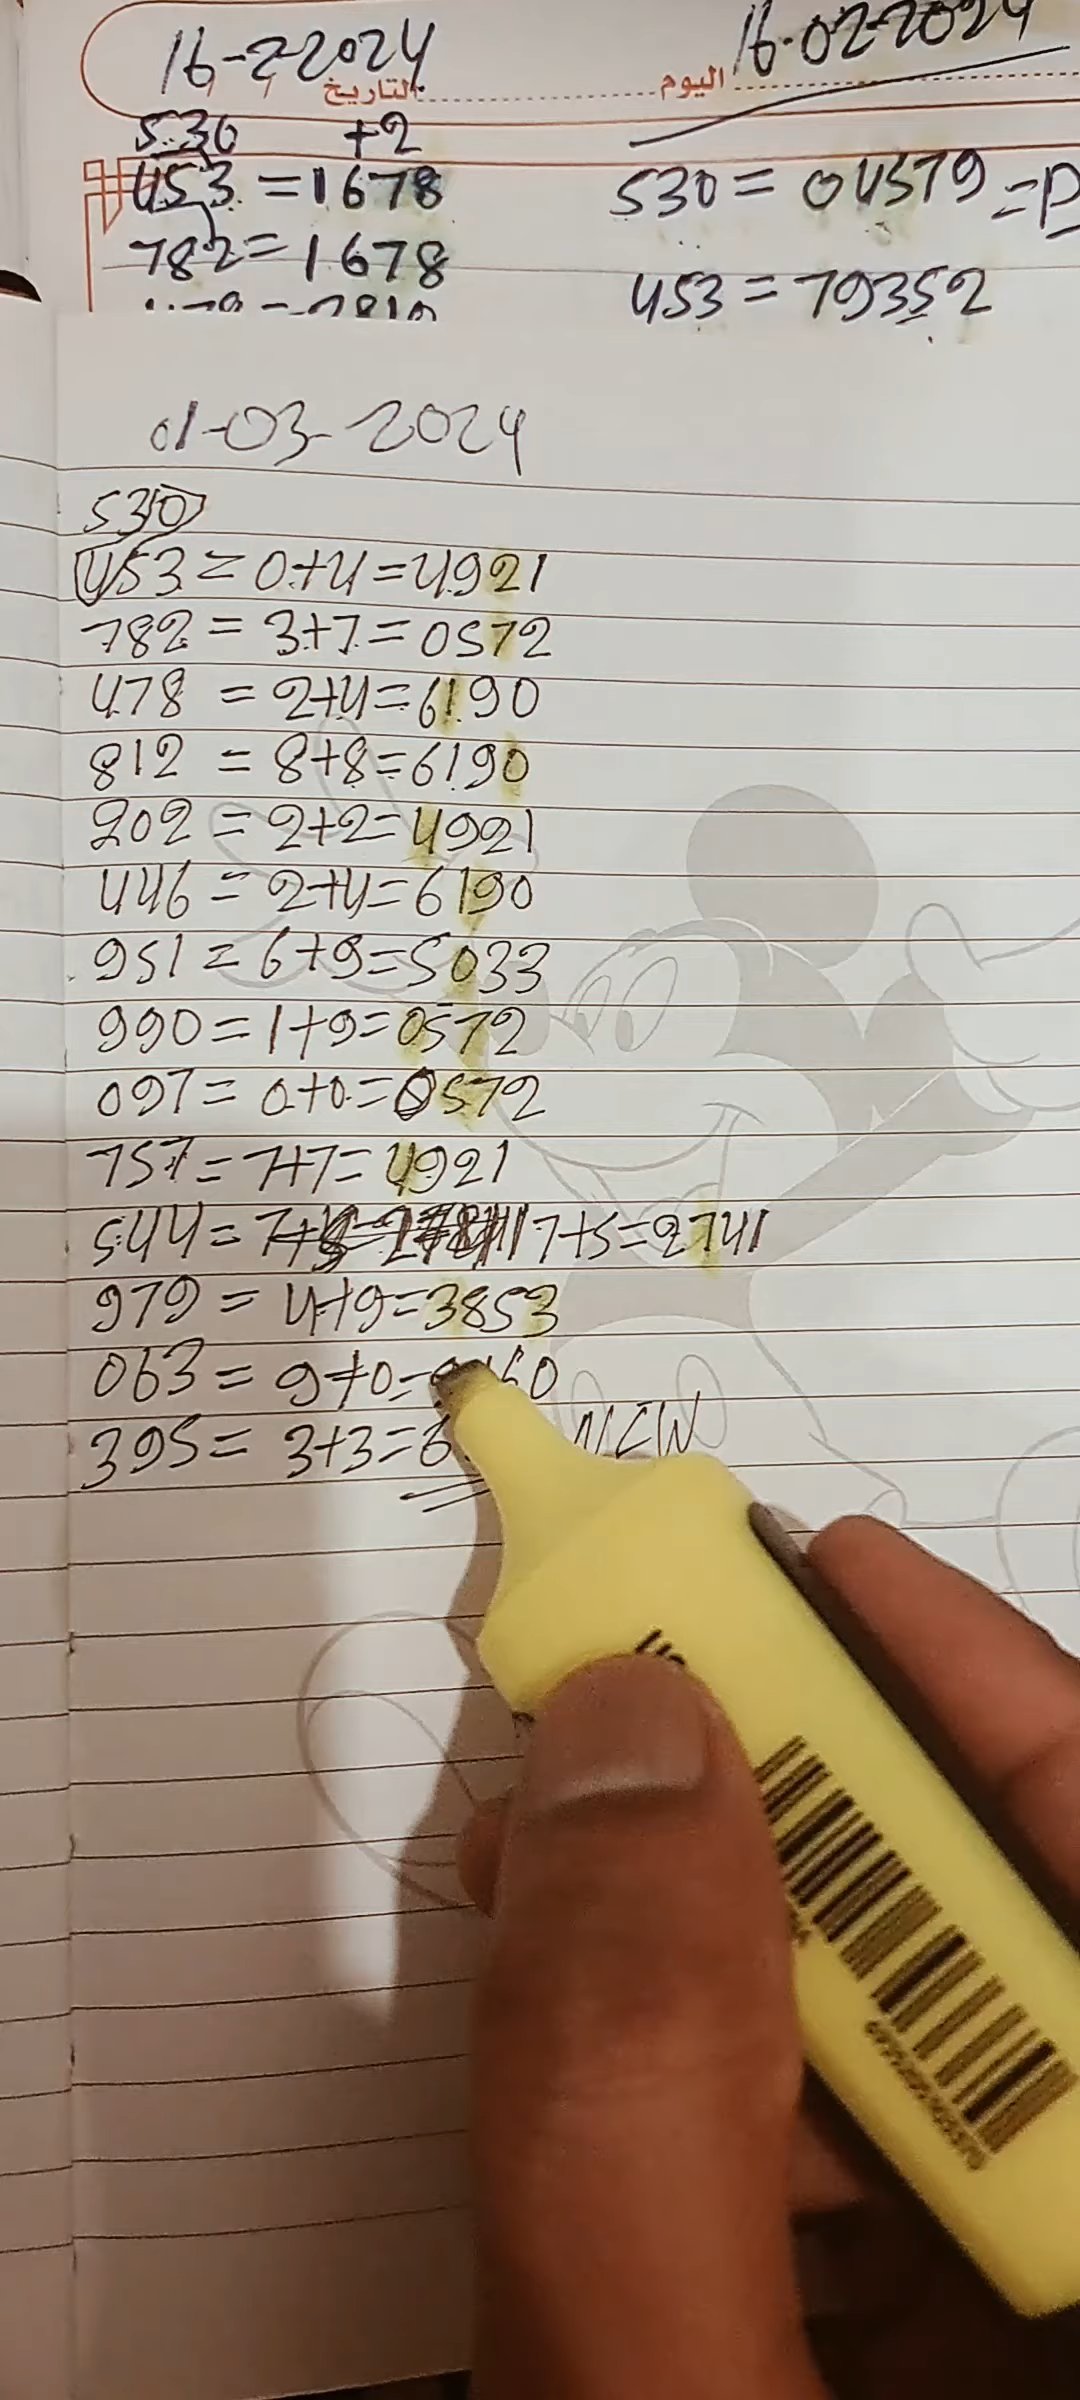 16-2-2024 التاريخ اليوم 16-02-2024
530 +2
453 = 1678
782 = 1678
530 = 04579 = P
453 = 79352
01-03-2024
530
453 = 0+4 = 4921
782 = 3+7 = 0572
478 = 2+4 = 6190
812 = 8+8 = 6190
202 = 2+2 = 4921
446 = 2+4 = 6190
951 = 6+9 = 5033
990 = 1+9 = 0572
097 = 0+0 = 0572
757 = 7+7 = 4921
544 = 7+5 = 2741
979 = 4+9 = 3853
063 = 9+0 =
395 = 3+3 = 6 NEW